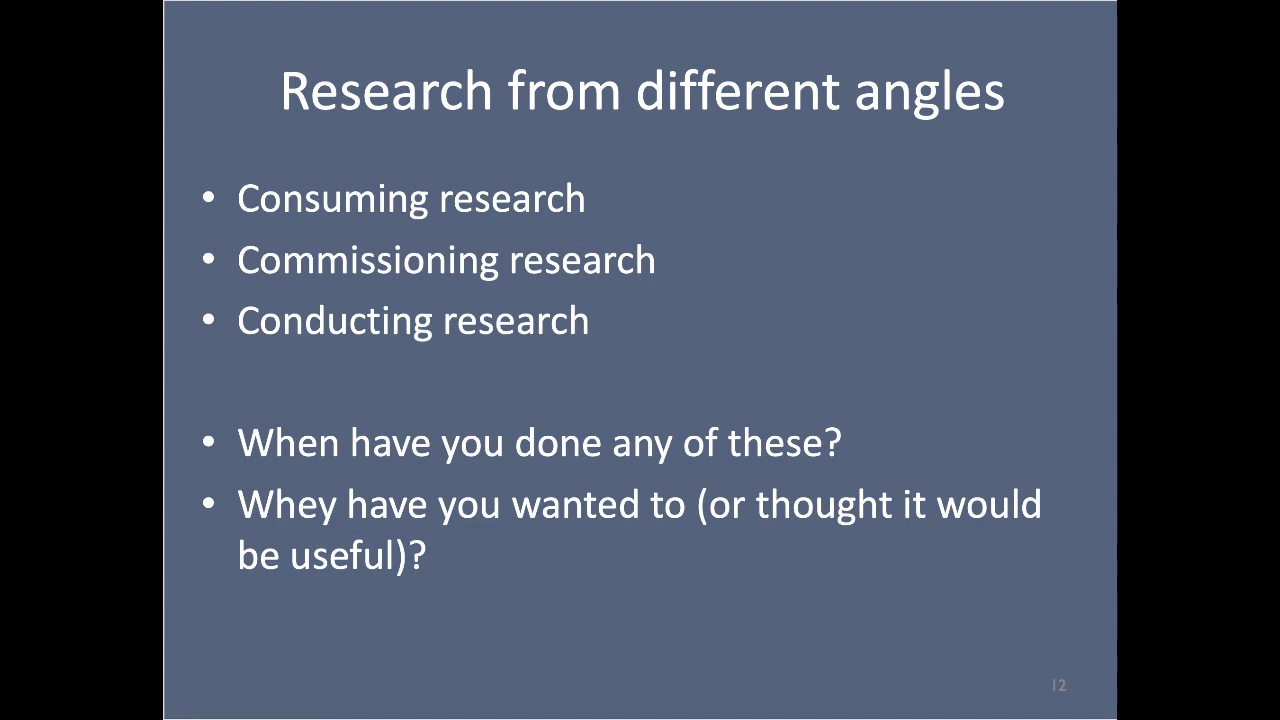 Research from different angles
• Consuming research
• Commissioning research
• Conducting research
• When have you done any of these?
• Whey have you wanted to (or thought it would
be useful)?
12